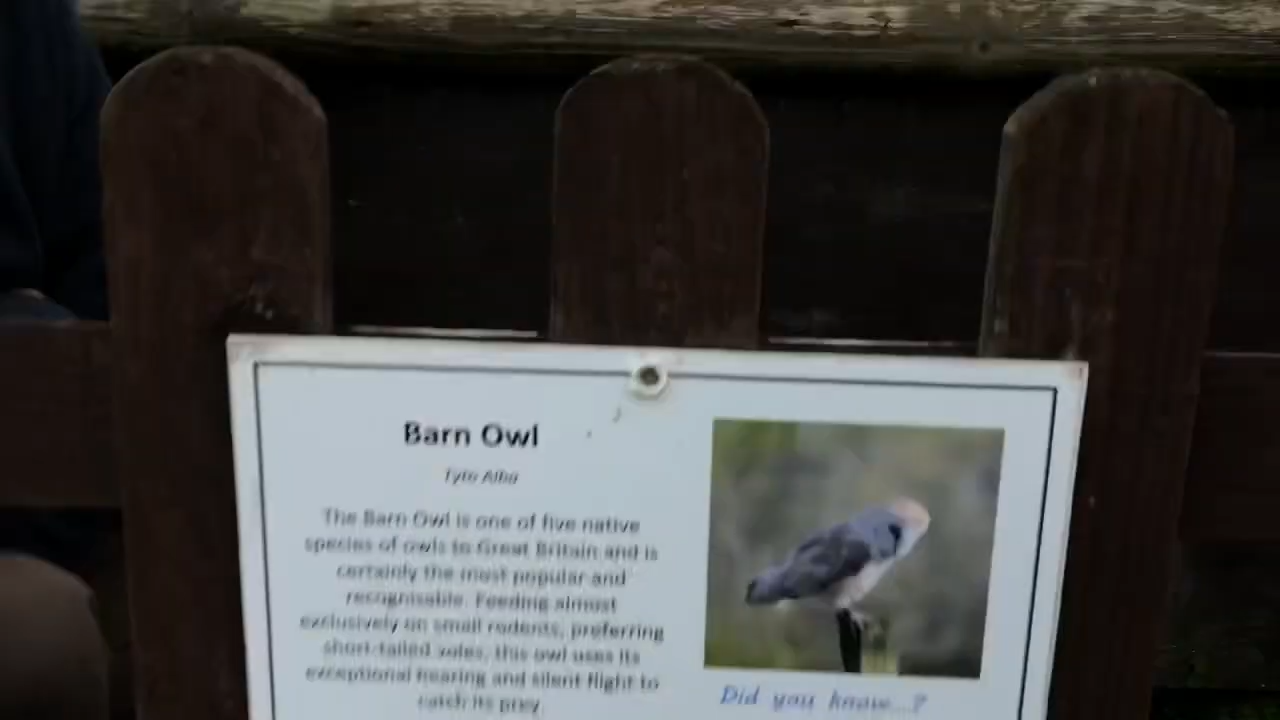 Barn Owl
Tyto Alba
The Barn Owl is one of five native
species of owls to Great Britain and is
certainly the most popular and
recognisable. Feeding almost
exclusively on small rodents, preferring
short-tailed voles, this owl uses its
exceptional hearing and silent flight to
catch its prey.
Did you know...?